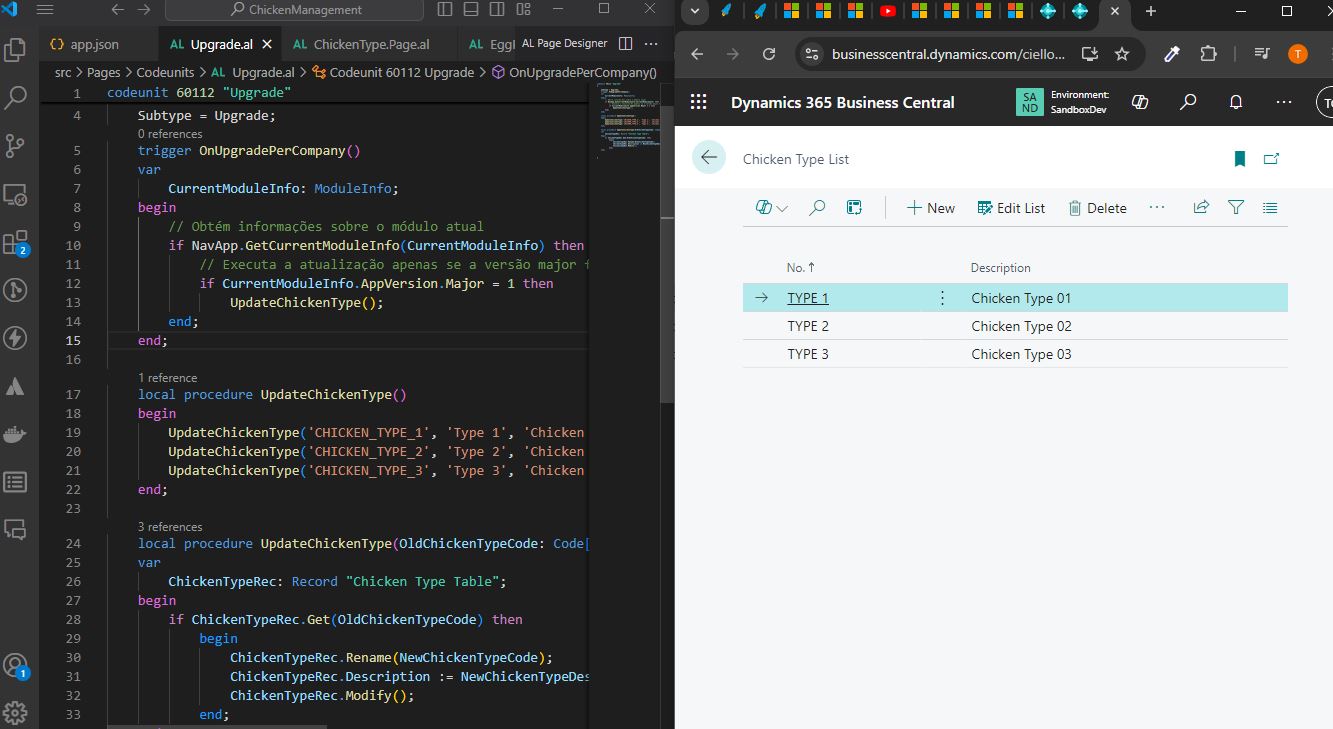 ChickenManagement
app.json
AL Upgrade.al
AL ChickenType.Page.al
AL Eggl
AL Page Designer
src > Pages > Codeunits > AL Upgrade.al > Codeunit 60112 Upgrade > OnUpgradePerCompany()
1 codeunit 60112 "Upgrade"
4 Subtype = Upgrade;
0 references
5 trigger OnUpgradePerCompany()
6 var
7 CurrentModuleInfo: ModuleInfo;
8 begin
9 // Obtém informações sobre o módulo atual
10 if NavApp.GetCurrentModuleInfo(CurrentModuleInfo) then
11 // Executa a atualização apenas se a versão major
12 if CurrentModuleInfo.AppVersion.Major = 1 then
13 UpdateChickenType();
14 end;
15 end;
16
1 reference
17 local procedure UpdateChickenType()
18 begin
19 UpdateChickenType('CHICKEN_TYPE_1', 'Type 1', 'Chicken
20 UpdateChickenType('CHICKEN_TYPE_2', 'Type 2', 'Chicken
21 UpdateChickenType('CHICKEN_TYPE_3', 'Type 3', 'Chicken
22 end;
23
3 references
24 local procedure UpdateChickenType(OldChickenTypeCode: Code[
25 var
26 ChickenTypeRec: Record "Chicken Type Table";
27 begin
28 if ChickenTypeRec.Get(OldChickenTypeCode) then
29 begin
30 ChickenTypeRec.Rename(NewChickenTypeCode);
31 ChickenTypeRec.Description := NewChickenTypeDes
32 ChickenTypeRec.Modify();
33 end;
2
1
businesscentral.dynamics.com/ciello...
T
Dynamics 365 Business Central
SA
ND
Environment:
SandboxDev
Chicken Type List
New
Edit List
Delete
No. ↑ Description
TYPE 1 Chicken Type 01
TYPE 2 Chicken Type 02
TYPE 3 Chicken Type 03